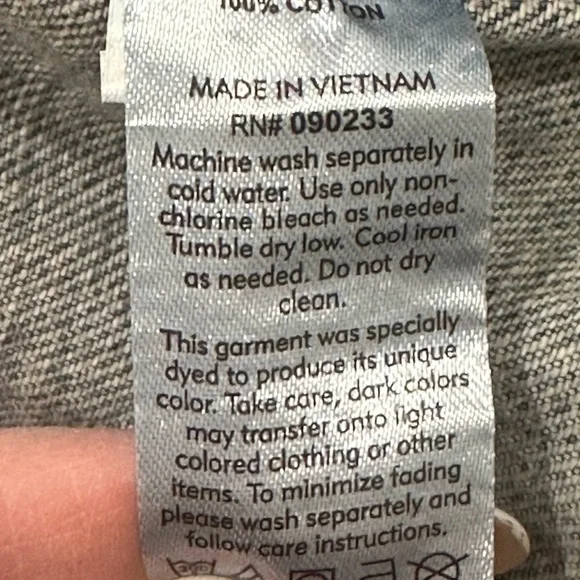 100% COTTON
MADE IN VIETNAM
RN# 090233
Machine wash separately in
cold water. Use only non-
chlorine bleach as needed.
Tumble dry low. Cool iron
as needed. Do not dry
clean.
This garment was specially
dyed to produce its unique
color. Take care, dark colors
may transfer onto light
colored clothing or other
items. To minimize fading
please wash separately and
follow care instructions.